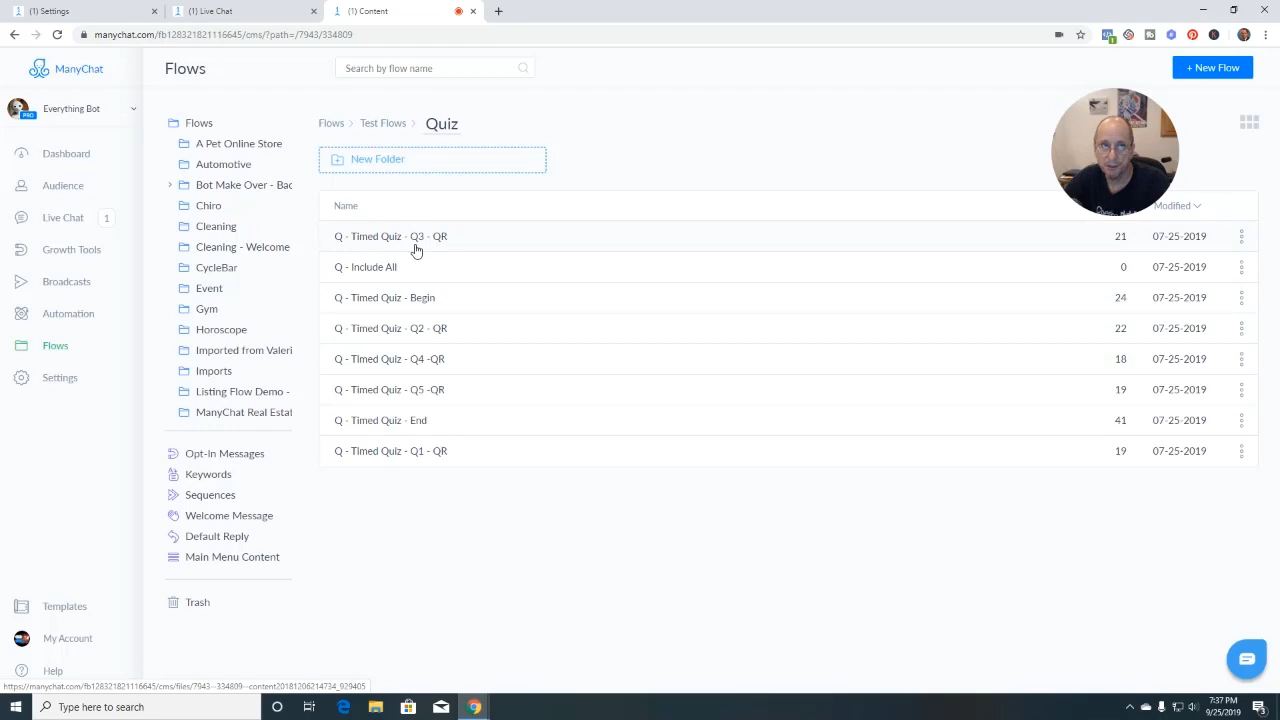 (1) Settings
(1) Live Chat
(1) Content
manychat.com/fb128321821116645/cms/?path=/7943/334809
ManyChat
Flows
Search by flow name
+ New Flow
Everything Bot
PRO
Dashboard
Audience
Live Chat
1
Growth Tools
Broadcasts
Automation
Flows
Settings
Templates
My Account
Help
Flows
A Pet Online Store
Automotive
Bot Make Over - Bac
Chiro
Cleaning
Cleaning - Welcome
CycleBar
Event
Gym
Horoscope
Imported from Valeri
Imports
Listing Flow Demo -
ManyChat Real Estat
Opt-In Messages
Keywords
Sequences
Welcome Message
Default Reply
Main Menu Content
Trash
Flows > Test Flows > Quiz
New Folder
Name Modified
Q - Timed Quiz - Q3 - QR 21 07-25-2019
Q - Include All 0 07-25-2019
Q - Timed Quiz - Begin 24 07-25-2019
Q - Timed Quiz - Q2 - QR 22 07-25-2019
Q - Timed Quiz - Q4 -QR 18 07-25-2019
Q - Timed Quiz - Q5 -QR 19 07-25-2019
Q - Timed Quiz - End 41 07-25-2019
Q - Timed Quiz - Q1 - QR 19 07-25-2019
https://manychat.com/fb128321821116645/cms/files/7943--334809--content20181206214734_929405
Type here to search
7:37 PM
9/25/2019
3